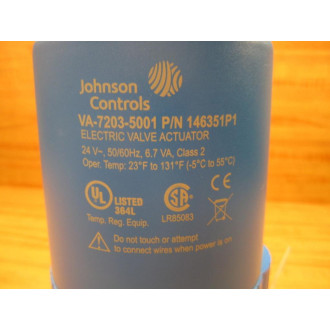 Johnson
Controls
VA-7203-5001 P/N 146351P1
ELECTRIC VALVE ACTUATOR
24 V~, 50/60Hz, 6.7 VA, Class 2
Oper. Temp: 23°F to 131°F (-5°C to 55°C)
UL LISTED
364L
Temp. Reg. Equip.
LR85083
Do not touch or attempt
to connect wires when power is on